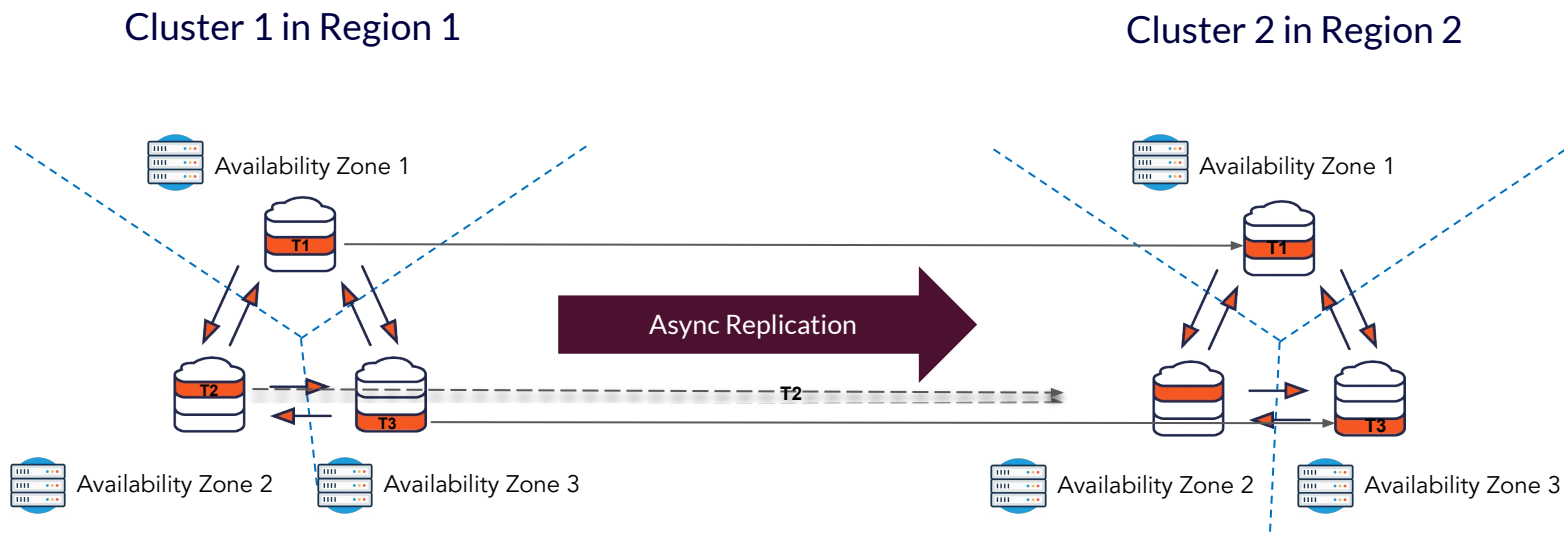 Cluster 1 in Region 1
Cluster 2 in Region 2
Availability Zone 1
Availability Zone 1
T1
T1
Async Replication
T2
T2
T3
T3
Availability Zone 2
Availability Zone 3
Availability Zone 2
Availability Zone 3